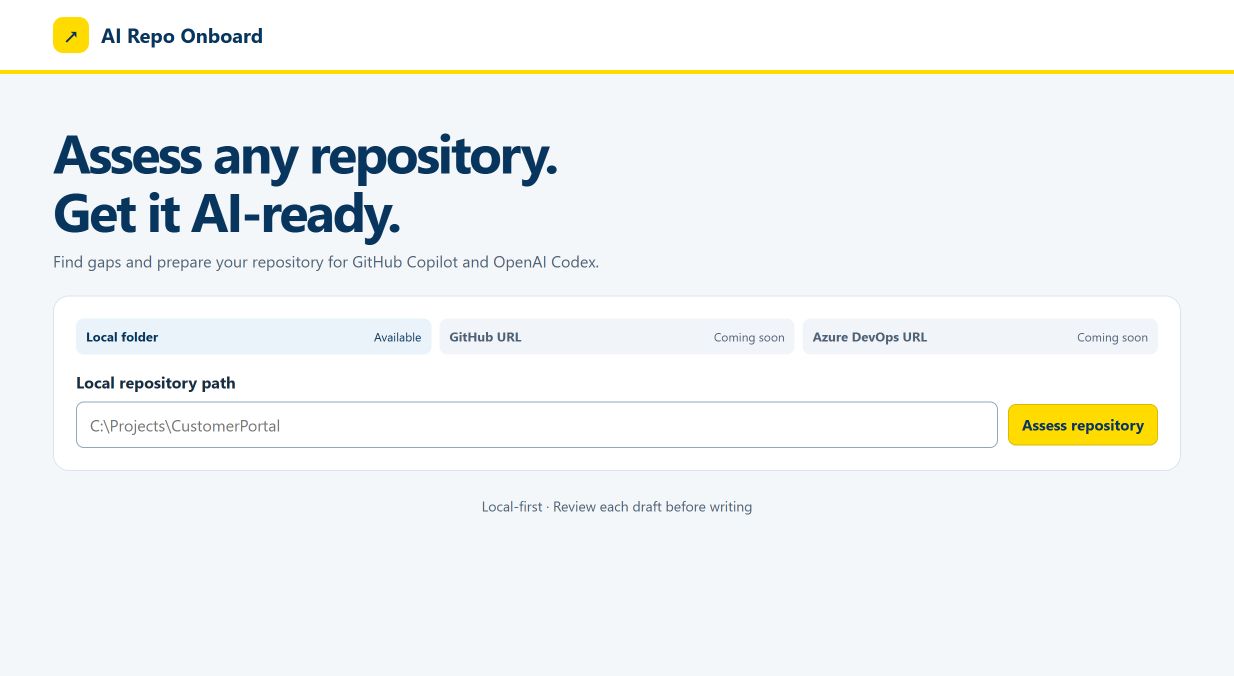 AI Repo Onboard
Assess any repository.
Get it AI-ready.
Find gaps and prepare your repository for GitHub Copilot and OpenAI Codex.
Local folder Available GitHub URL Coming soon Azure DevOps URL Coming soon
Local repository path
C:\Projects\CustomerPortal Assess repository
Local-first · Review each draft before writing